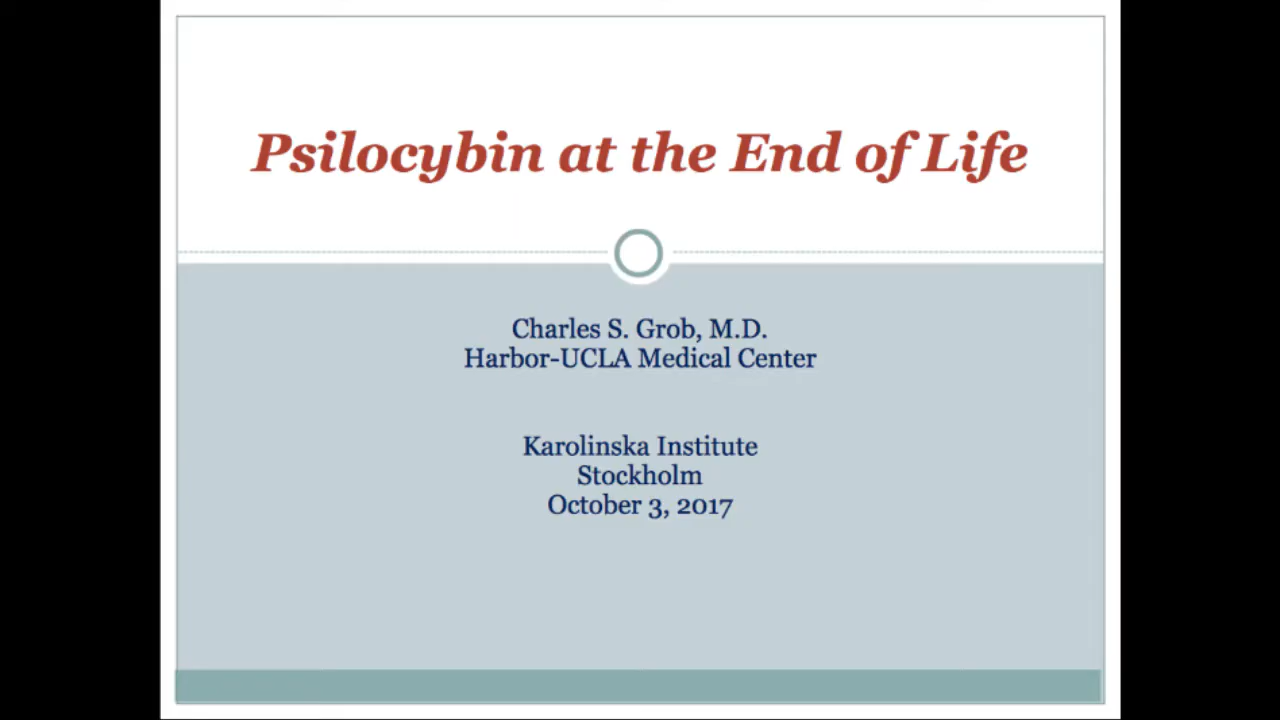 Psilocybin at the End of Life
Charles S. Grob, M.D.
Harbor-UCLA Medical Center
Karolinska Institute
Stockholm
October 3, 2017